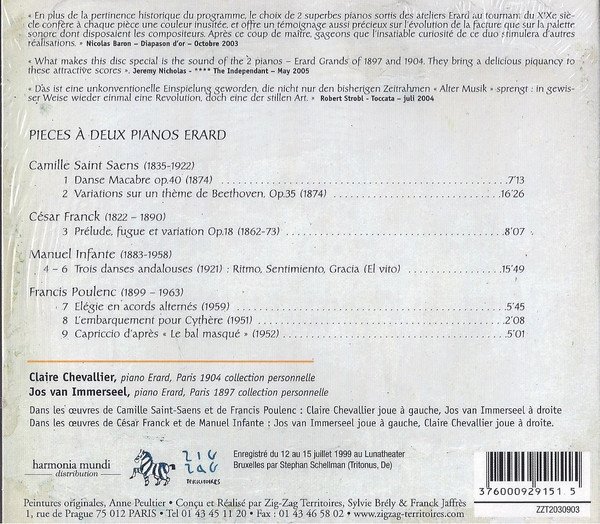 « En plus de la pertinence historique du programme, le choix de 2 superbes pianos sortis des ateliers Erard au tournant du XIXe siè-
cle confère à chaque pièce une couleur inusitée, et offre un témoignage aussi précieux sur l'évolution de la facture que sur la palette
sonore dont disposaient les compositeurs. Après ce coup de maître, gageons que l'insatiable curiosité de ce duo stimulera d'autres
réalisations. » Nicolas Baron – Diapason d'or – Octobre 2003
« What makes this disc special is the sound of the 2 pianos – Erard Grands of 1897 and 1904. They bring a delicious piquancy to
these attractive scores ». Jeremy Nicholas - **** The Independant – May 2005
« Das ist eine unkonventionelle Einspielung geworden, die nicht nur den bisherigen Zeitrahmen « Alter Musik » sprengt : in gewis-
ser Weise wieder einmal eine Revolution, doch eine der stillen Art. » Robert Strobl - Toccata – juli 2004
PIECES À DEUX PIANOS ERARD
Camille Saint Saens (1835-1922)
1 Danse Macabre op.40 (1874) 7'13
2 Variations sur un thème de Beethoven, Op.35 (1874) 16'26
César Franck (1822 – 1890)
3 Prélude, fugue et variation Op.18 (1862-73) 8'07
Manuel Infante (1883-1958)
4 – 6 Trois danses andalouses (1921) : Ritmo, Sentimiento, Gracia (El vito) 15'49
Francis Poulenc (1899 – 1963)
7 Elégie en acords alternés (1959) 5'45
8 L'embarquement pour Cythère (1951) 2'08
9 Capriccio d'après « Le bal masqué » (1952) 5'01
Claire Chevallier, piano Erard, Paris 1904 collection personnelle
Jos van Immerseel, piano Erard, Paris 1897 collection personnelle
Dans les œuvres de Camille Saint-Saens et de Francis Poulenc : Claire Chevallier joue à gauche, Jos van Immerseel à droite
Dans les œuvres de César Franck et de Manuel Infante : Jos van Immerseel joue à gauche, Claire Chevallier joue à droite.
harmonia mundi
distribution
ZIG
ZAG
TERRITOIRES
Enregistré du 12 au 15 juillet 1999 au Lunatheater
Bruxelles par Stephan Schellman (Tritonus, De)
3760009291515
Peintures originales, Anne Peultier • Conçu et Réalisé par Zig-Zag Territoires, Sylvie Brély & Franck Jaffrès
1, rue de Prague 75 012 PARIS • Tel 01 43 45 11 20 • Fax : 01 43 46 58 02 • www.zigzag-territoires.com
ZZT2030903